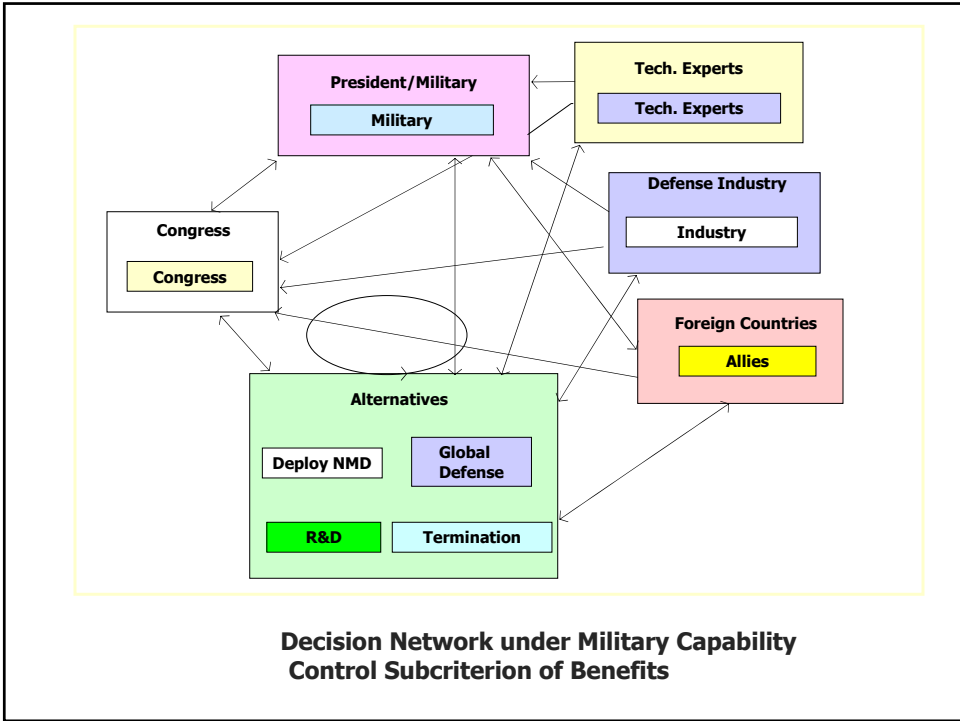 President/Military
Military
Tech. Experts
Tech. Experts
Defense Industry
Industry
Congress
Congress
Foreign Countries
Allies
Alternatives
Deploy NMD
Global
Defense
R&D
Termination
Decision Network under Military Capability
Control Subcriterion of Benefits